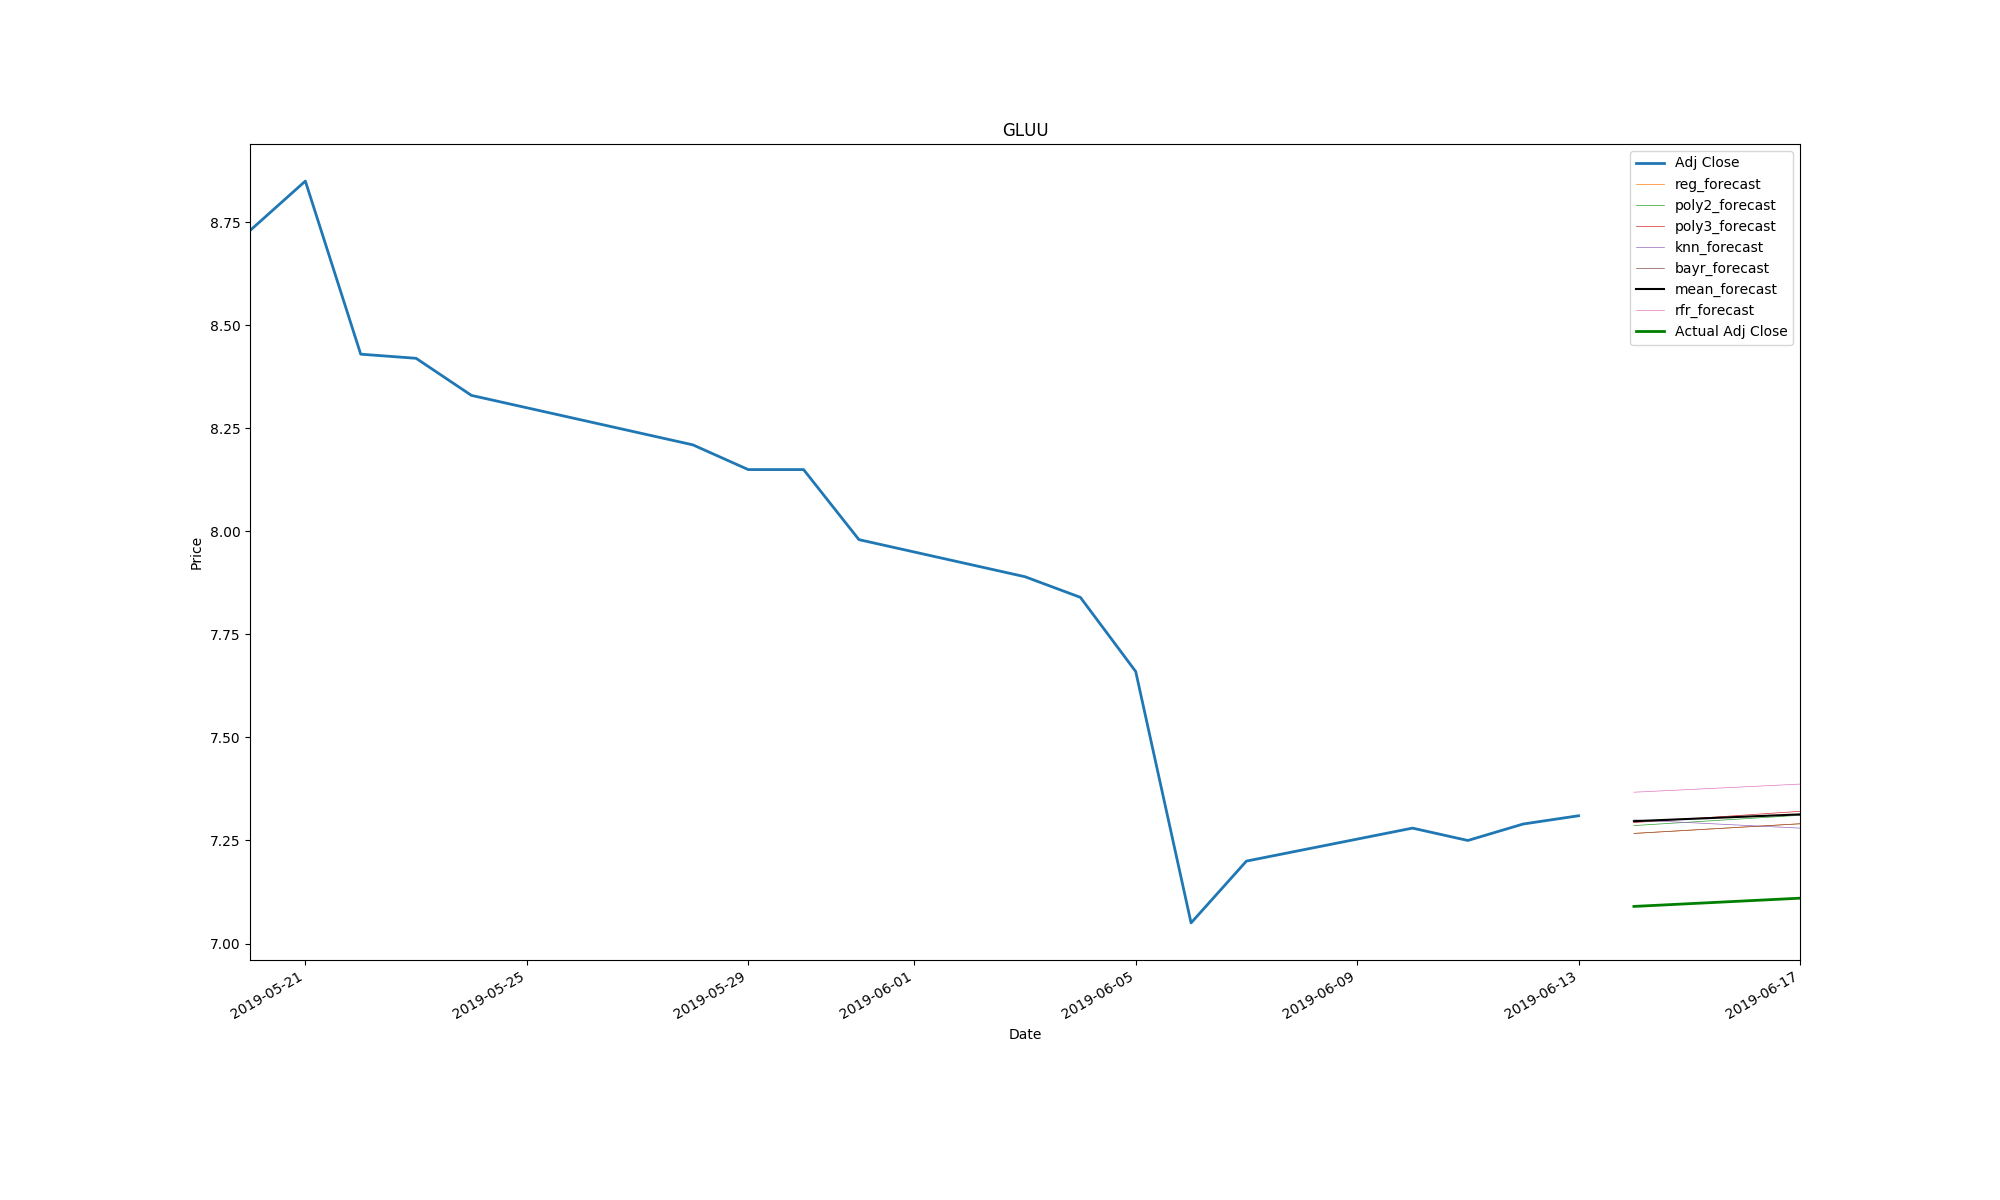 GLUU
Adj Close
reg_forecast
poly2_forecast
poly3_forecast
knn_forecast
bayr_forecast
mean_forecast
rfr_forecast
Actual Adj Close
8.75
8.50
8.25
8.00
7.75
7.50
7.25
7.00
Price
2019-05-21
2019-05-25
2019-05-29
2019-06-01
2019-06-05
2019-06-09
2019-06-13
2019-06-17
Date